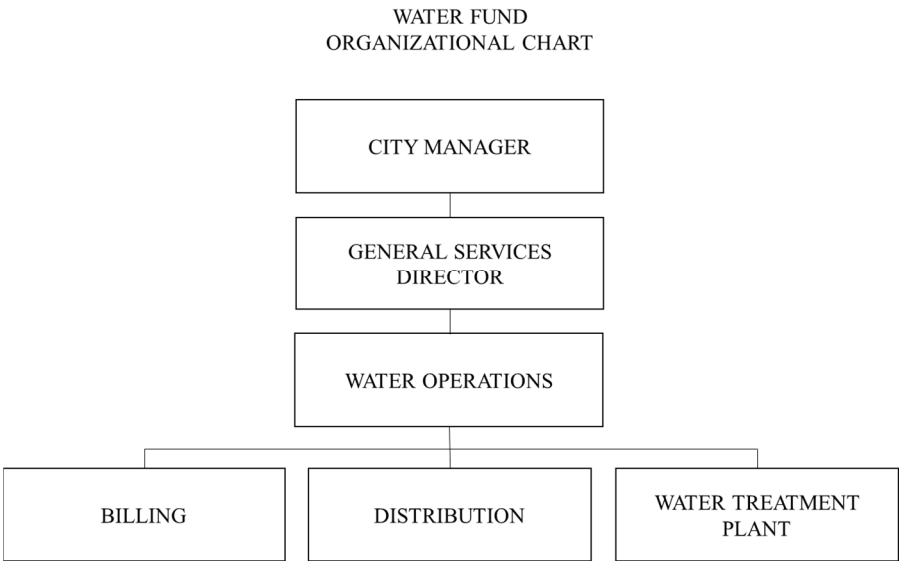 WATER FUND
ORGANIZATIONAL CHART
CITY MANAGER
GENERAL SERVICES
DIRECTOR
WATER OPERATIONS
BILLING
DISTRIBUTION
WATER TREATMENT
PLANT